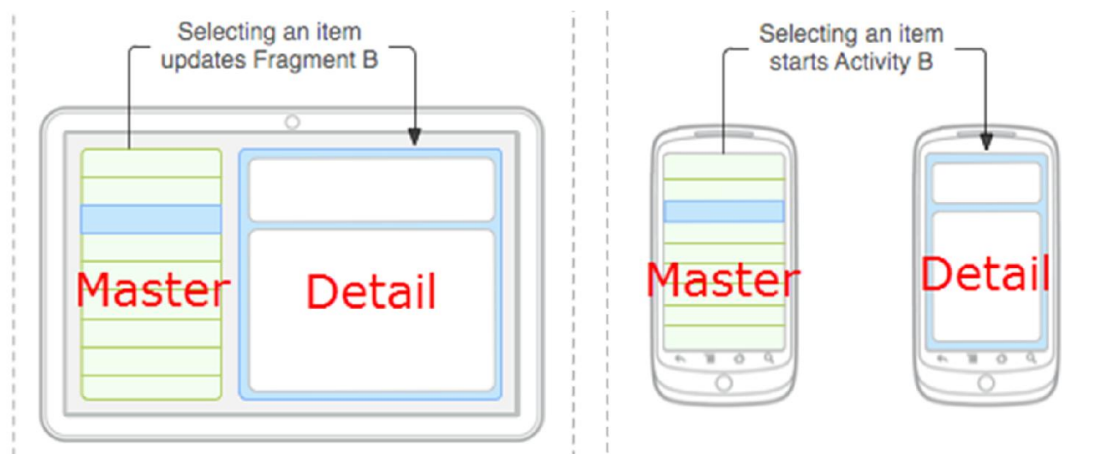 Selecting an item
updates Fragment B
Master
Detail
Selecting an item
starts Activity B
Master
Detail